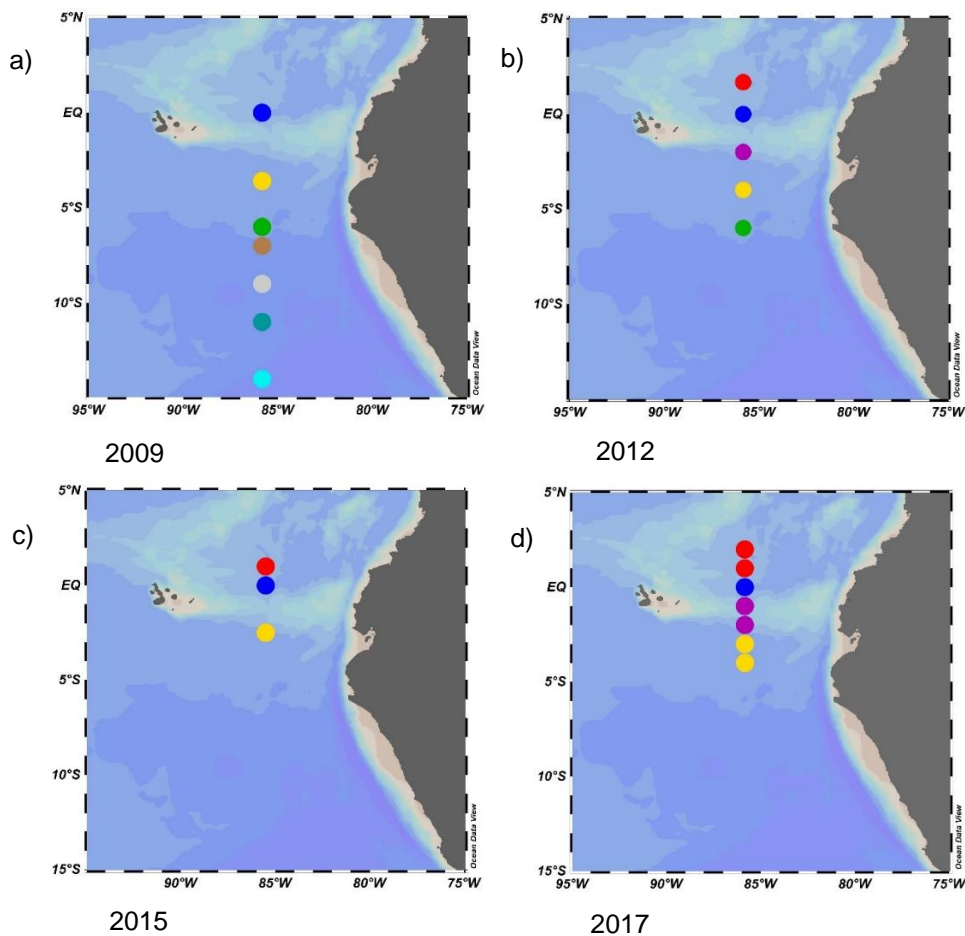 a)
5°N
EQ
5°S
10°S
95°W 90°W 85°W 80°W 75°W
Ocean Data View
2009
b)
5°N
EQ
5°S
10°S
95°W 90°W 85°W 80°W 75°W
Ocean Data View
2012
c)
5°N
EQ
5°S
10°S
15°S
90°W 85°W 80°W 75°W
Ocean Data View
2015
d)
5°N
EQ
5°S
10°S
15°S
95°W 90°W 85°W 80°W 75°W
Ocean Data View
2017